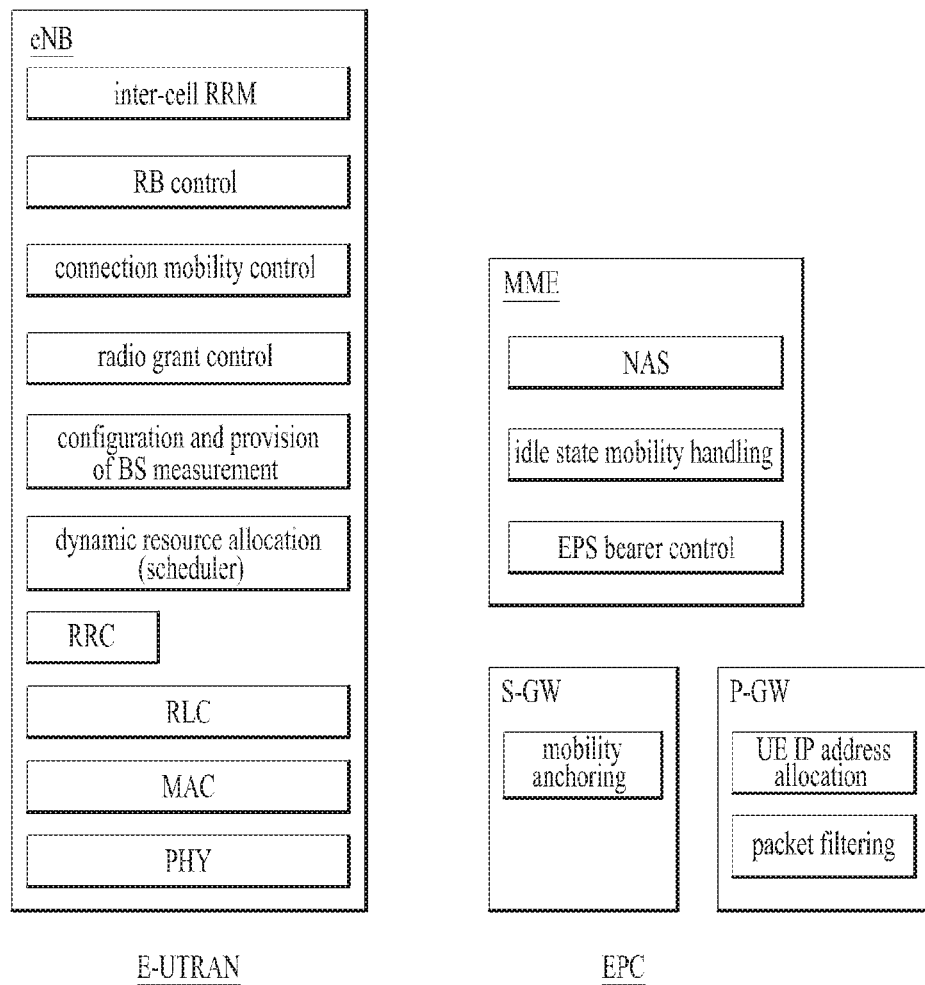 eNB
inter-cell RRM
RB control
connection mobility control
radio grant control
configuration and provision
of BS measurement
dynamic resource allocation
(scheduler)
RRC
RLC
MAC
PHY
E-UTRAN
MME
NAS
idle state mobility handling
EPS bearer control
S-GW
mobility
anchoring
P-GW
UE IP address
allocation
packet filtering
EPC